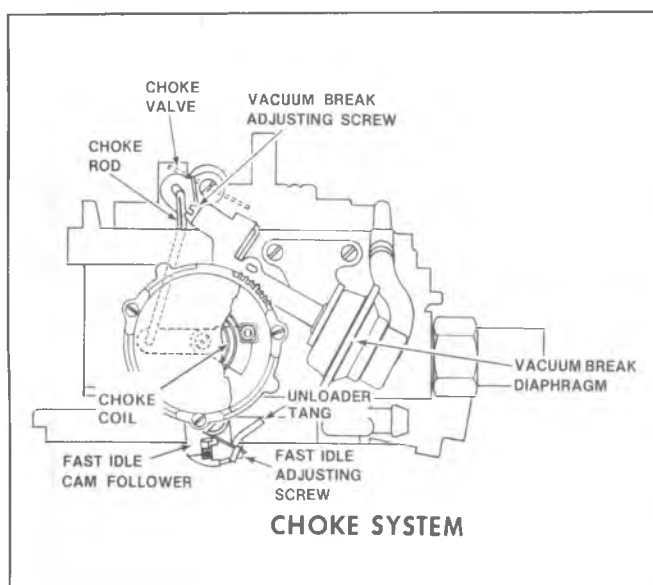 CHOKE
VALVE
VACUUM BREAK
ADJUSTING SCREW
CHOKE
ROD
VACUUM BREAK
DIAPHRAGM
CHOKE
COIL
UNLOADER
TANG
FAST IDLE
CAM FOLLOWER
FAST IDLE
ADJUSTING
SCREW
CHOKE SYSTEM